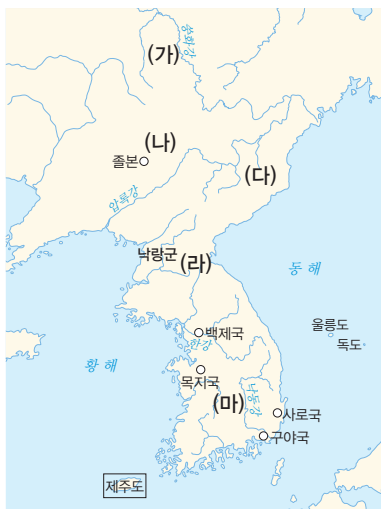 (가)
쑹화강
(나)
졸본
(다)
압록강
낙랑군
(라)
동해
울릉도
독도
백제국
한강
황해
목지국
(마)
낙동강
사로국
구야국
제주도